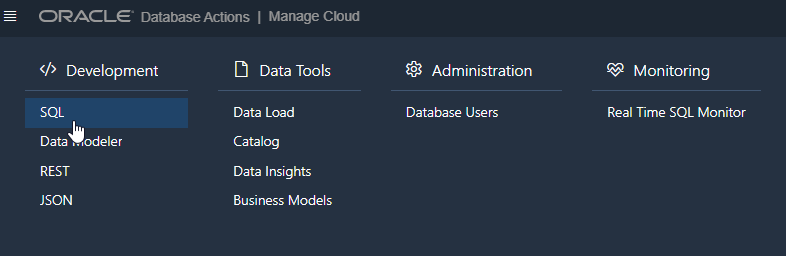 ORACLE Database Actions | Manage Cloud
Development
SQL
Data Modeler
REST
JSON
Data Tools
Data Load
Catalog
Data Insights
Business Models
Administration
Database Users
Monitoring
Real Time SQL Monitor